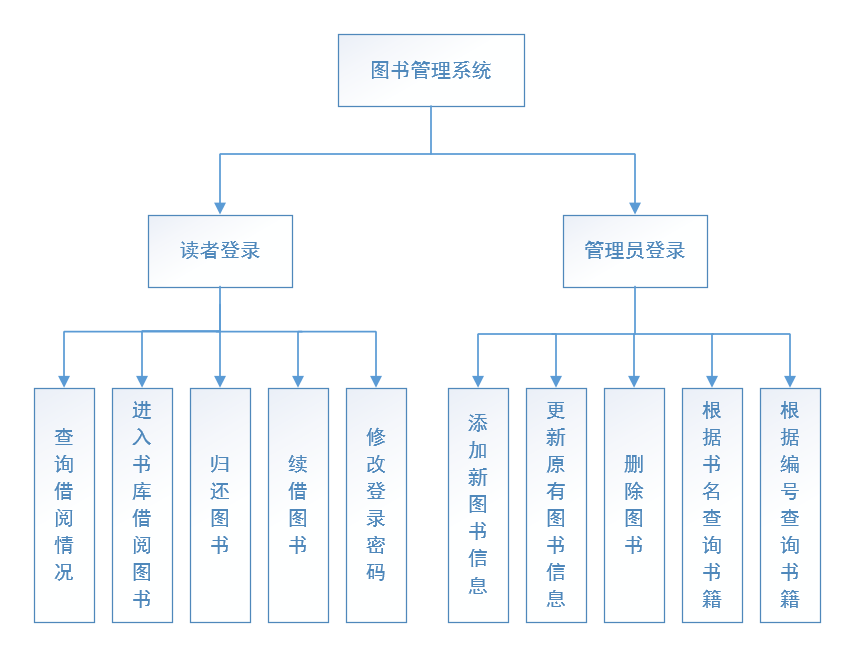 图书管理系统
读者登录
管理员登录
查询借阅情况
进入书库借阅图书
归还图书
续借图书
修改登录密码
添加新图书信息
更新原有图书信息
删除图书
根据书名查询书籍
根据编号查询书籍